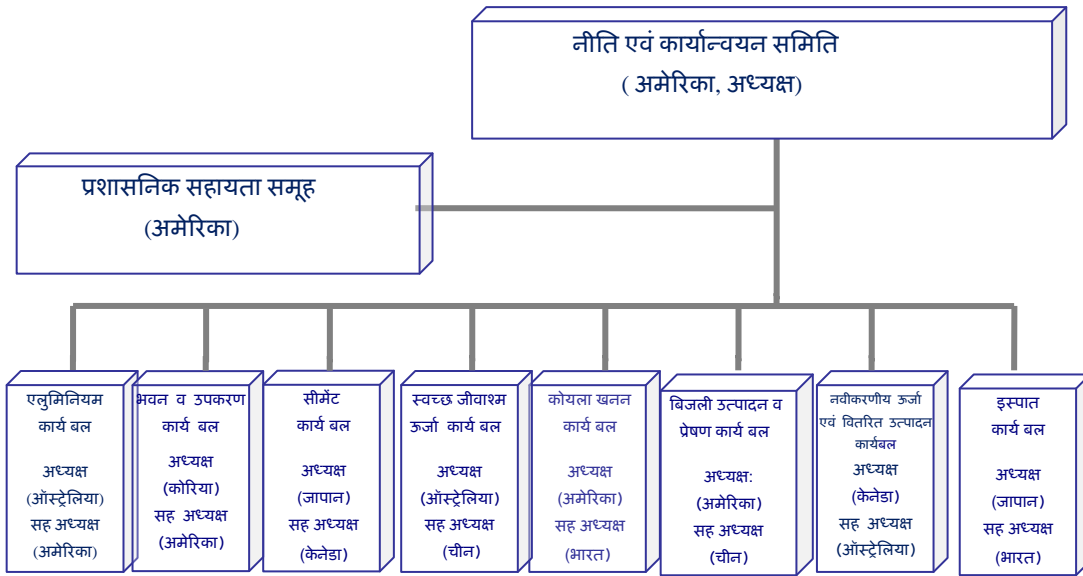 नीति एवं कार्यान्वयन समिति
( अमेरिका, अध्यक्ष)
प्रशासनिक सहायता समूह
(अमेरिका)
एलुमिनियम
कार्य बल
अध्यक्ष
(ऑस्ट्रेलिया)
सह अध्यक्ष
(अमेरिका)
भवन व उपकरण
कार्य बल
अध्यक्ष
(कोरिया)
सह अध्यक्ष
(अमेरिका)
सीमेंट
कार्य बल
अध्यक्ष
(जापान)
सह अध्यक्ष
(केनेडा)
स्वच्छ जीवाश्म
ऊर्जा कार्य बल
अध्यक्ष
(ऑस्ट्रेलिया)
सह अध्यक्ष
(चीन)
कोयला खनन
कार्य बल
अध्यक्ष
(अमेरिका)
सह अध्यक्ष
(भारत)
बिजली उत्पादन व
प्रेषण कार्य बल
अध्यक्ष:
(अमेरिका)
सह अध्यक्ष
(चीन)
नवीकरणीय ऊर्जा
एवं वितरित उत्पादन
कार्यबल
अध्यक्ष
(केनेडा)
सह अध्यक्ष
(ऑस्ट्रेलिया)
इस्पात
कार्य बल
अध्यक्ष
(जापान)
सह अध्यक्ष
(भारत)